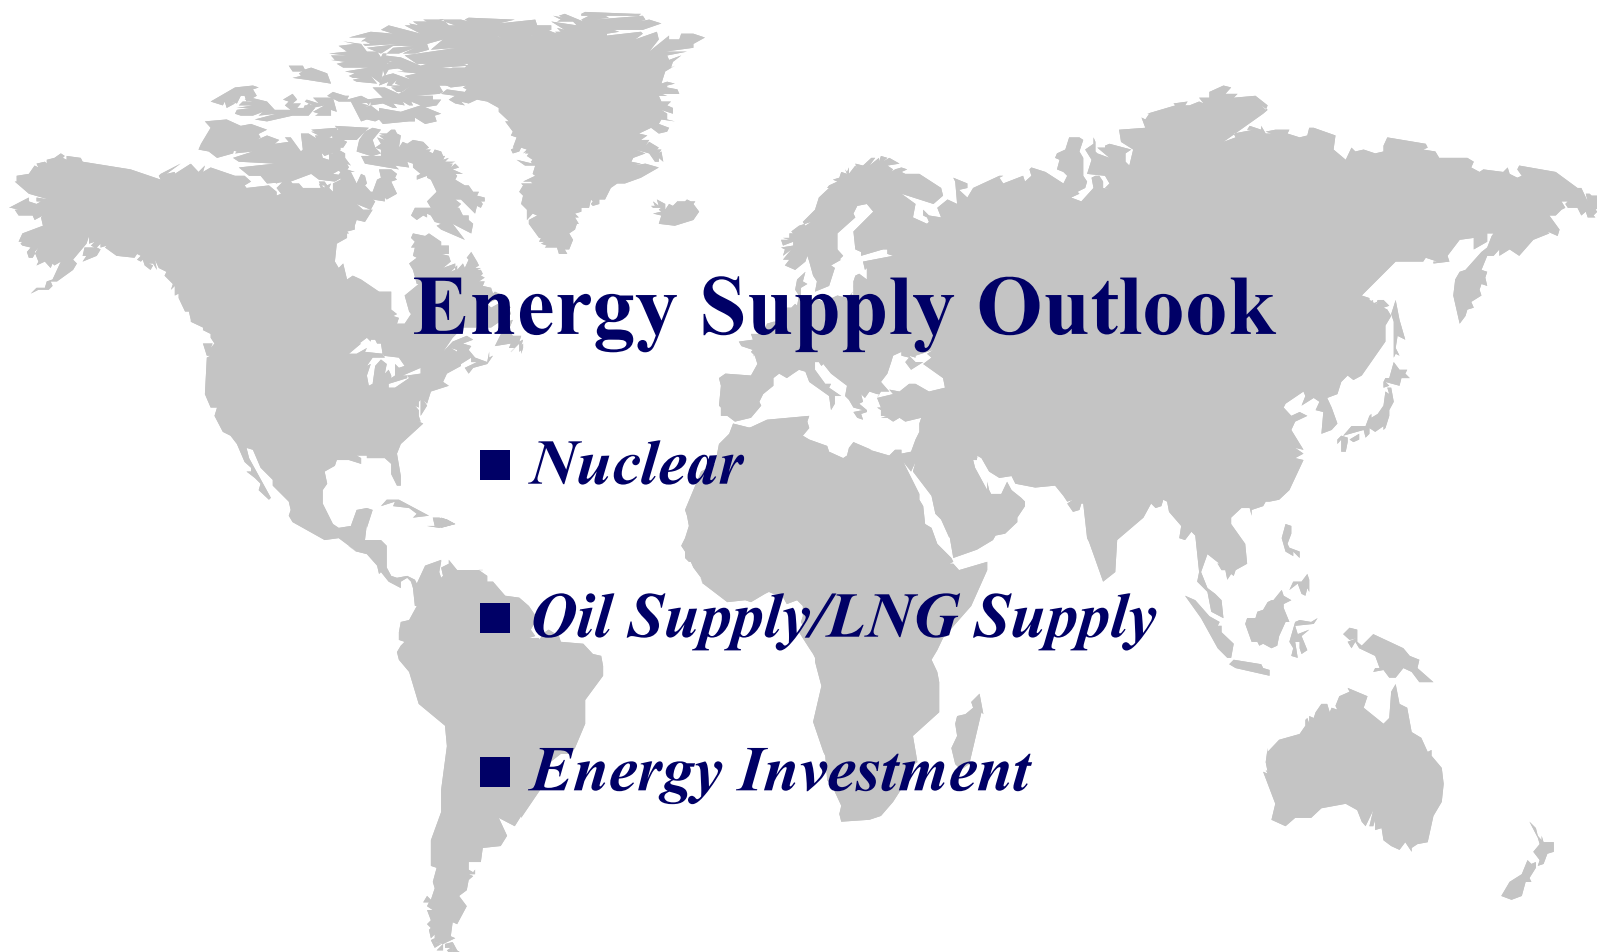 Energy Supply Outlook
■ Nuclear
■ Oil Supply/LNG Supply
■ Energy Investment